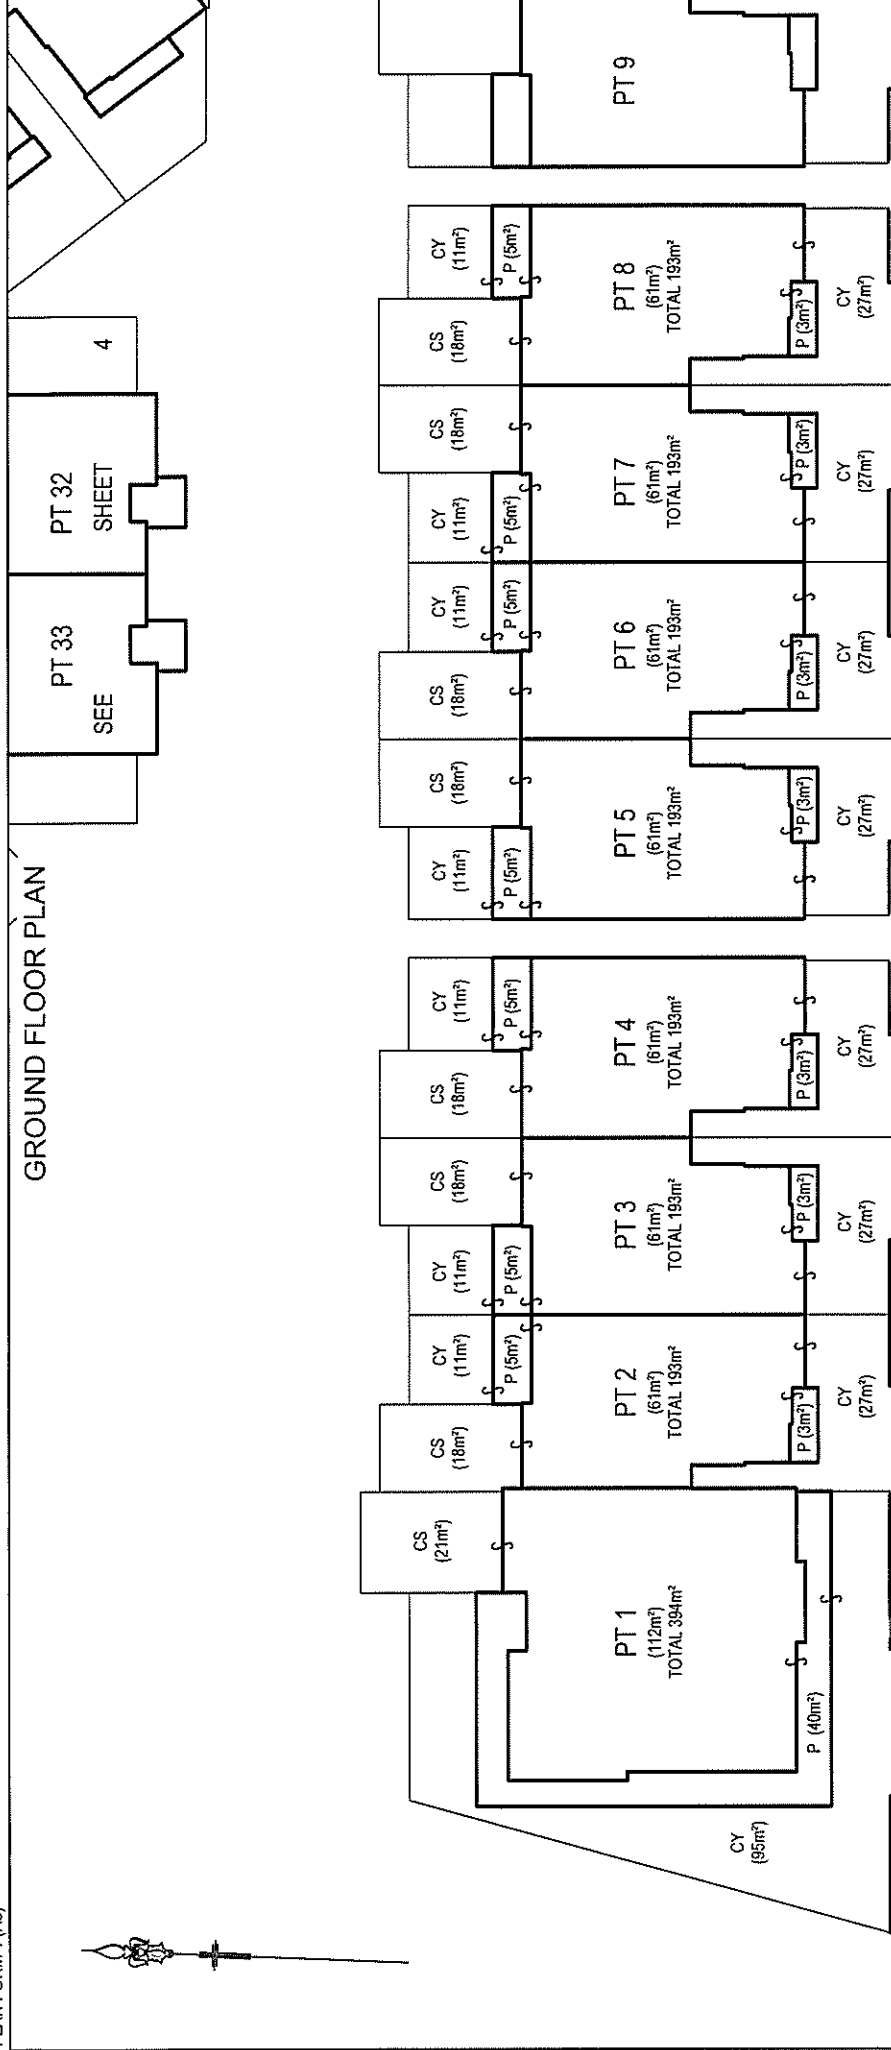 GROUND FLOOR PLAN
PT 33
PT 32
SEE
SHEET
4
CS
(21m²)
PT 1
(112m²)
TOTAL 394m²
P (40m²)
CY
(95m²)
CS
(18m²)
CY
(11m²)
P (5m²)
PT 2
(61m²)
TOTAL 193m²
P (3m²)
CY
(27m²)
CY
(11m²)
CS
(18m²)
P (5m²)
PT 3
(61m²)
TOTAL 193m²
P (3m²)
CY
(27m²)
CS
(18m²)
CY
(11m²)
P (5m²)
PT 4
(61m²)
TOTAL 193m²
P (3m²)
CY
(27m²)
CY
(11m²)
CS
(18m²)
P (5m²)
PT 5
(61m²)
TOTAL 193m²
P (3m²)
CY
(27m²)
CS
(18m²)
CY
(11m²)
P (5m²)
PT 6
(61m²)
TOTAL 193m²
P (3m²)
CY
(27m²)
CY
(11m²)
CS
(18m²)
P (5m²)
PT 7
(61m²)
TOTAL 193m²
P (3m²)
CY
(27m²)
CS
(18m²)
CY
(11m²)
P (5m²)
PT 8
(61m²)
TOTAL 193m²
P (3m²)
CY
(27m²)
PT 9